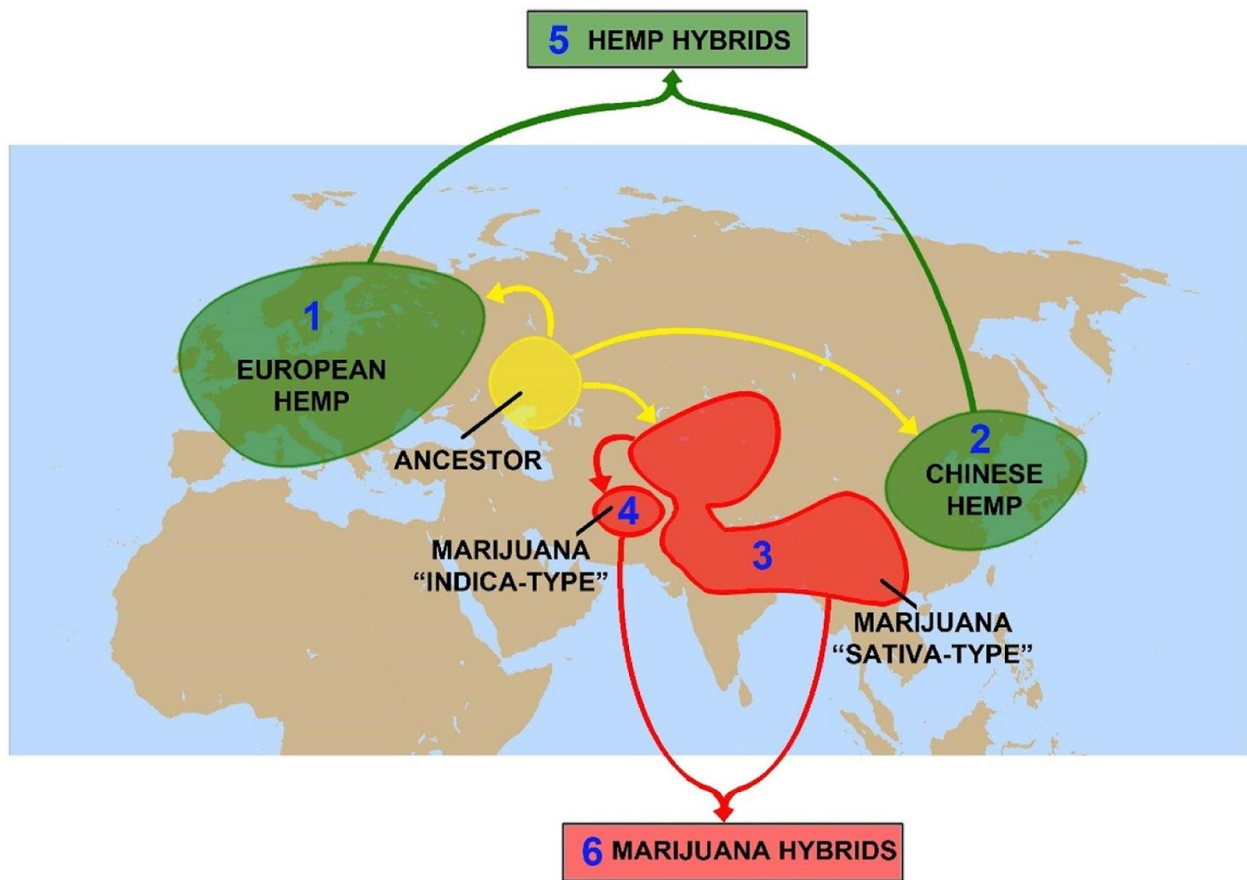 5 HEMP HYBRIDS
1
EUROPEAN
HEMP
ANCESTOR
2
CHINESE
HEMP
4
MARIJUANA
“INDICA-TYPE”
3
MARIJUANA
“SATIVA-TYPE”
6 MARIJUANA HYBRIDS